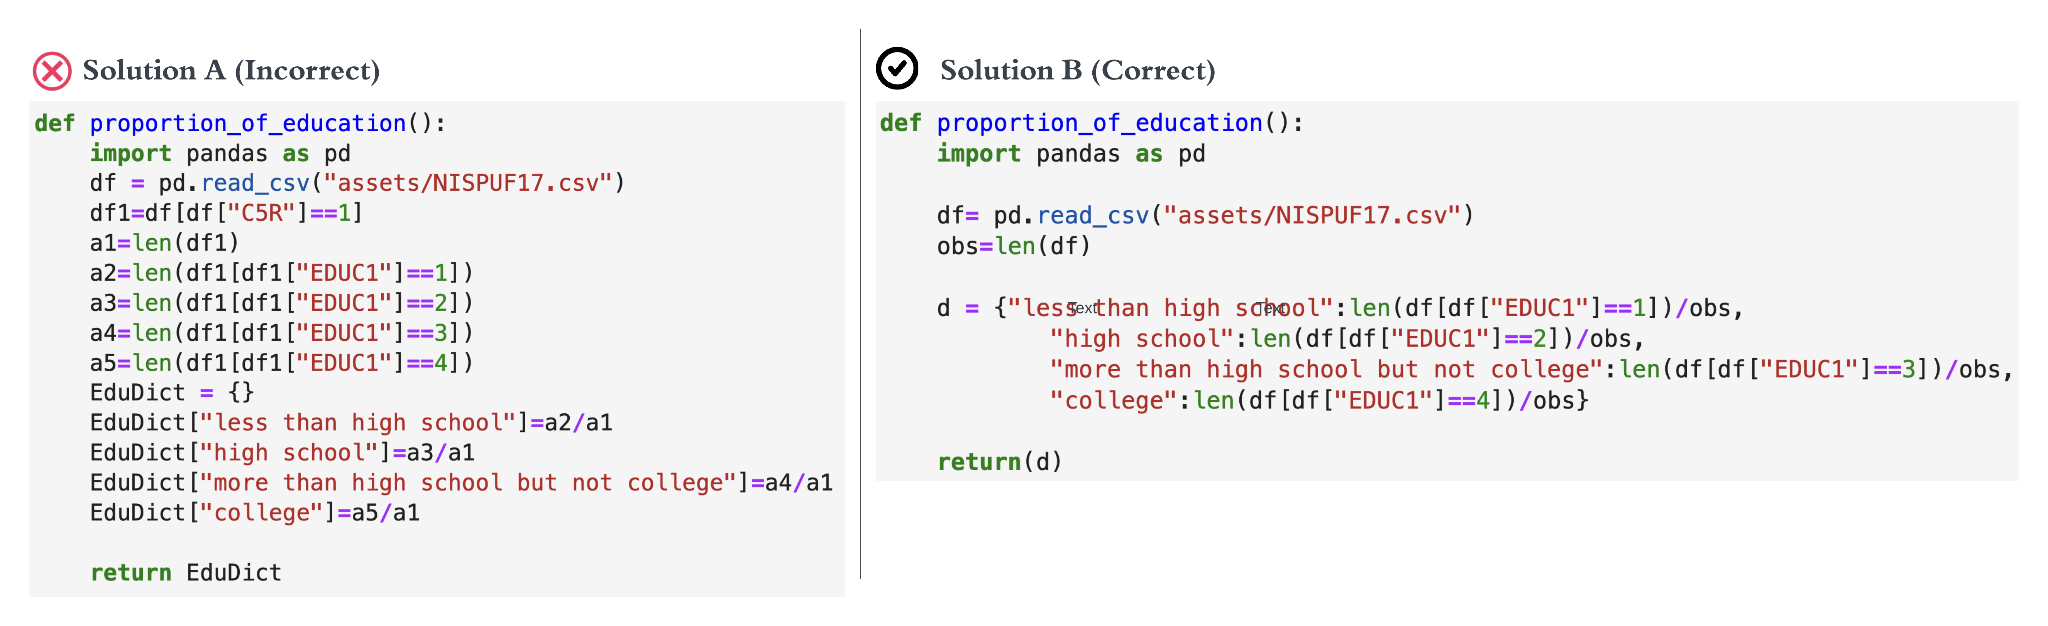 Solution A (Incorrect)
def proportion_of_education():
    import pandas as pd
    df = pd.read_csv("assets/NISPUF17.csv")
    df1=df[df["C5R"]==1]
    a1=len(df1)
    a2=len(df1[df1["EDUC1"]==1])
    a3=len(df1[df1["EDUC1"]==2])
    a4=len(df1[df1["EDUC1"]==3])
    a5=len(df1[df1["EDUC1"]==4])
    EduDict = {}
    EduDict["less than high school"]=a2/a1
    EduDict["high school"]=a3/a1
    EduDict["more than high school but not college"]=a4/a1
    EduDict["college"]=a5/a1
    return EduDict
Solution B (Correct)
def proportion_of_education():
    import pandas as pd
    df= pd.read_csv("assets/NISPUF17.csv")
    obs=len(df)
    d = {"less than high school":len(df[df["EDUC1"]==1])/obs,
Text Text
        "high school":len(df[df["EDUC1"]==2])/obs,
        "more than high school but not college":len(df[df["EDUC1"]==3])/obs,
        "college":len(df[df["EDUC1"]==4])/obs}
    return(d)